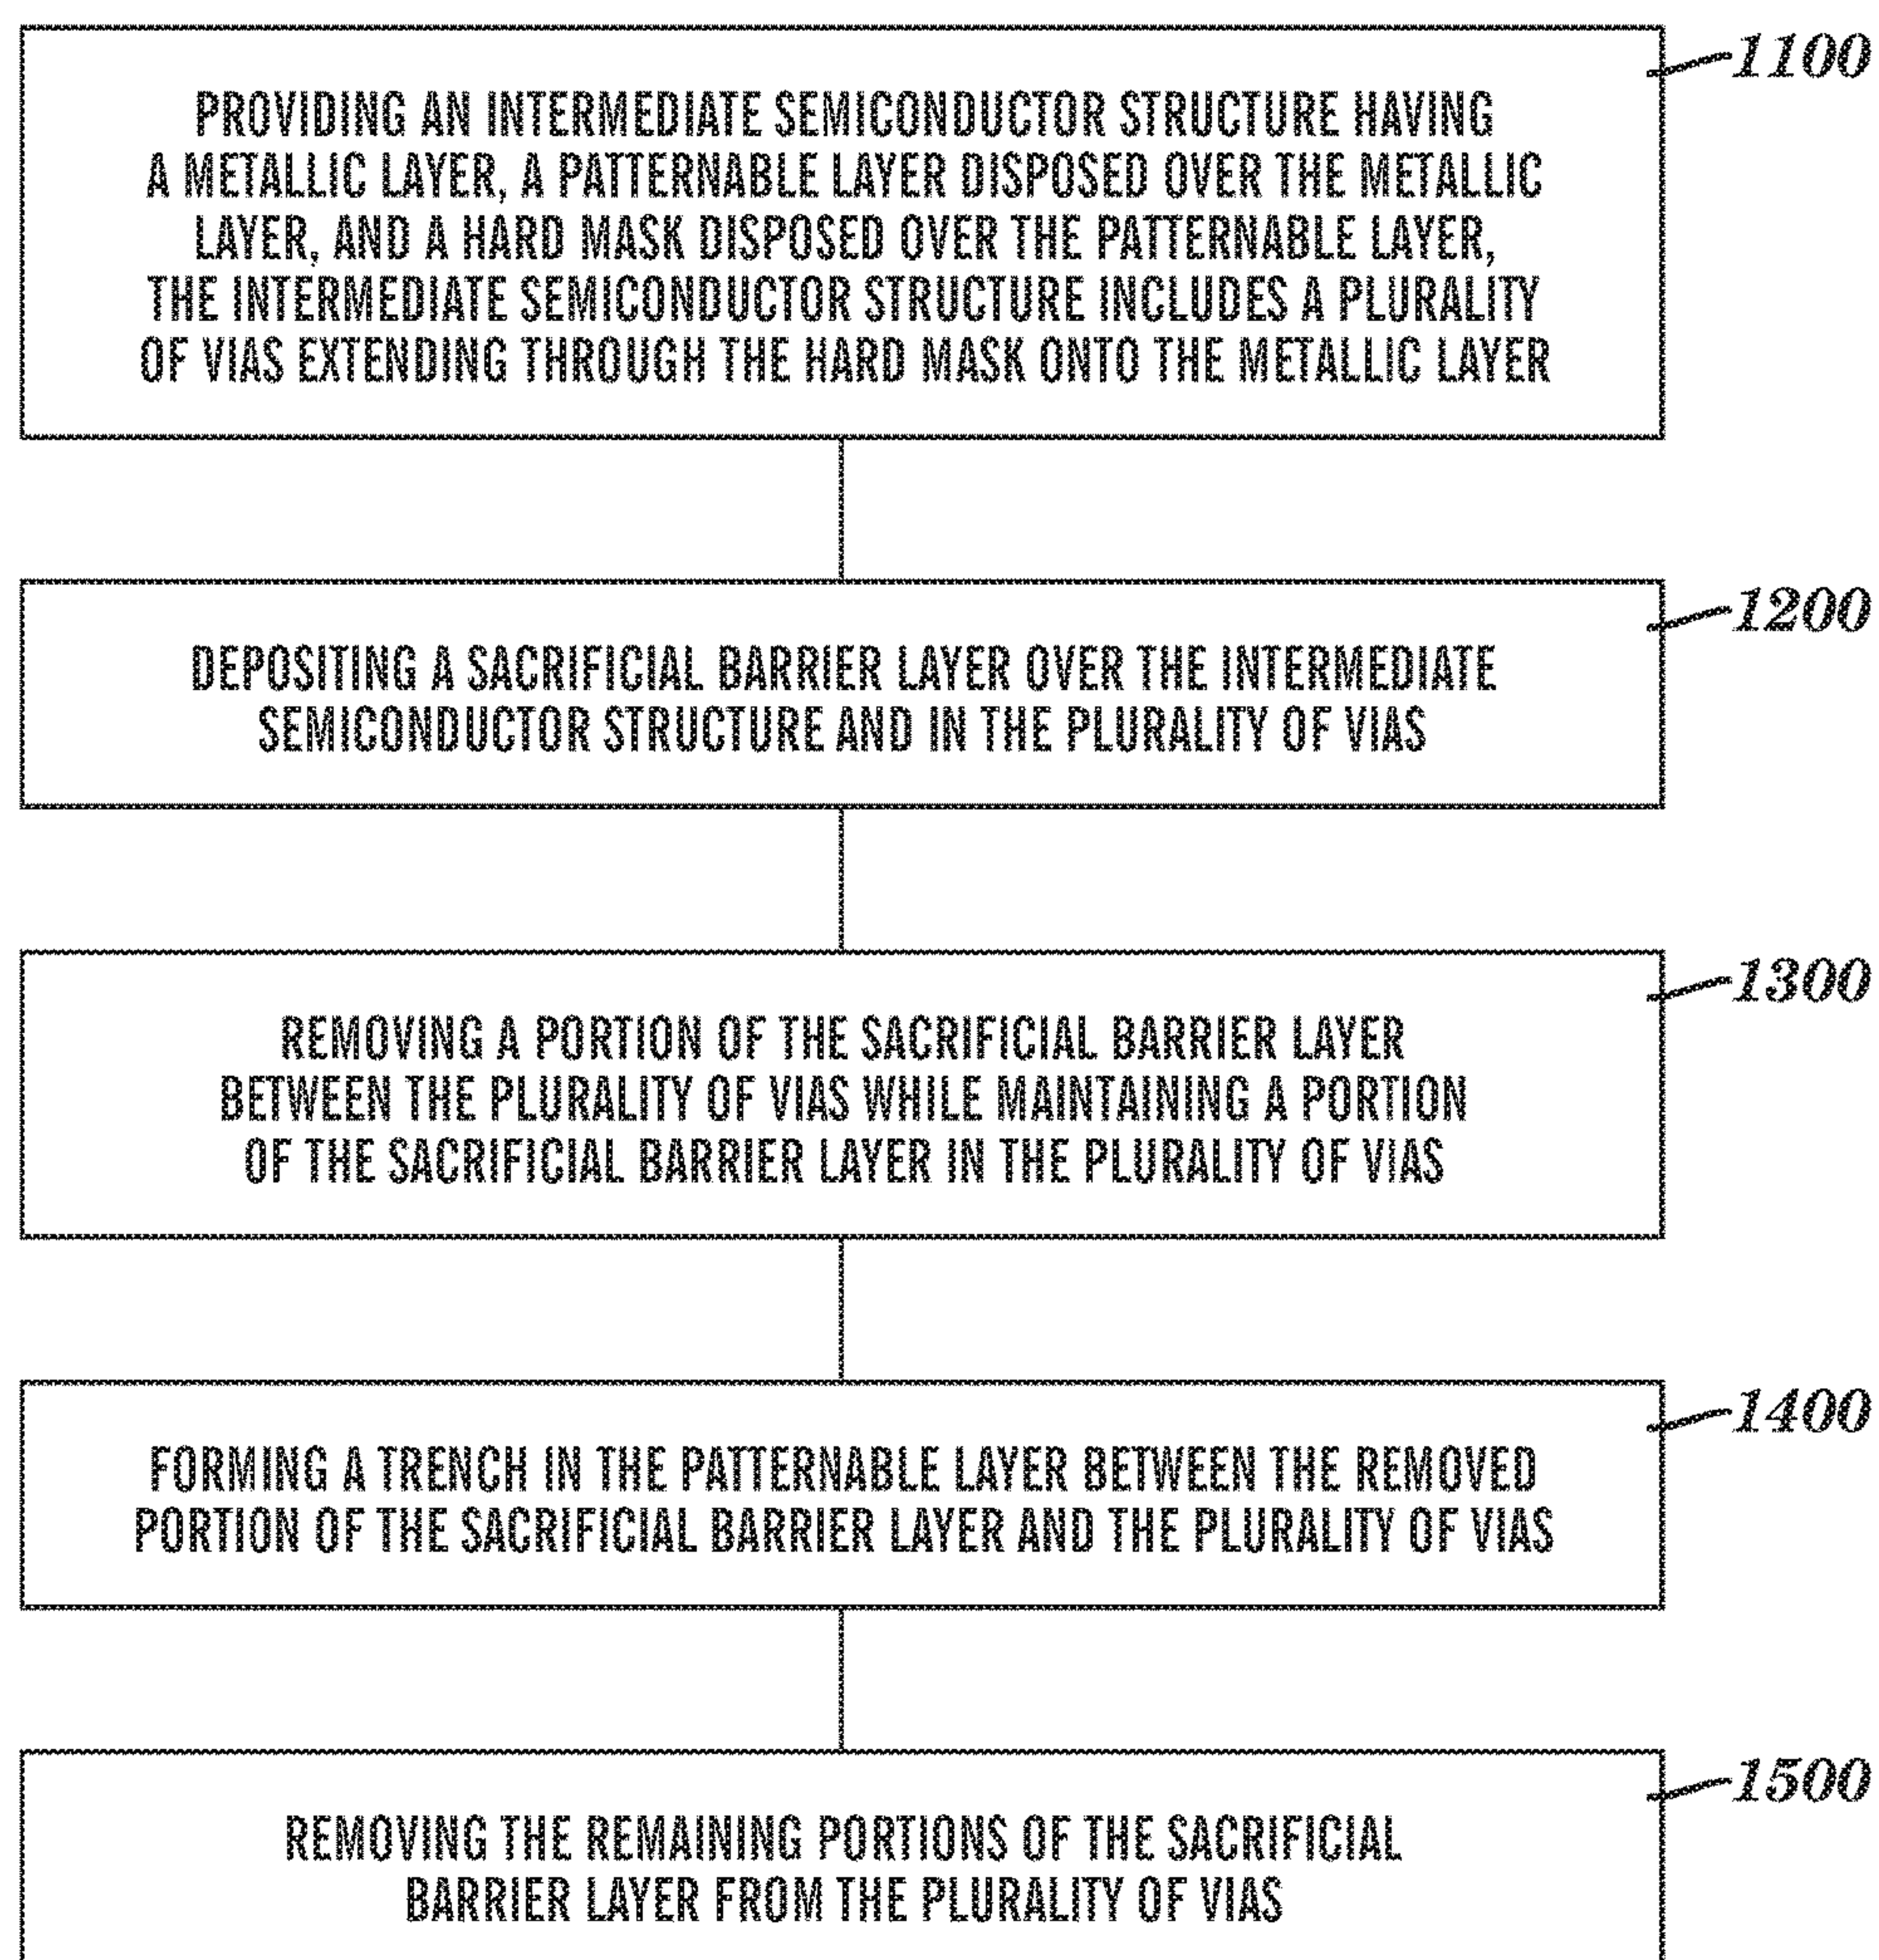 1100
PROVIDING AN INTERMEDIATE SEMICONDUCTOR STRUCTURE HAVING
A METALLIC LAYER, A PATTERNABLE LAYER DISPOSED OVER THE METALLIC
LAYER, AND A HARD MASK DISPOSED OVER THE PATTERNABLE LAYER,
THE INTERMEDIATE SEMICONDUCTOR STRUCTURE INCLUDES A PLURALITY
OF VIAS EXTENDING THROUGH THE HARD MASK ONTO THE METALLIC LAYER
1200
DEPOSITING A SACRIFICIAL BARRIER LAYER OVER THE INTERMEDIATE
SEMICONDUCTOR STRUCTURE AND IN THE PLURALITY OF VIAS
1300
REMOVING A PORTION OF THE SACRIFICIAL BARRIER LAYER
BETWEEN THE PLURALITY OF VIAS WHILE MAINTAINING A PORTION
OF THE SACRIFICIAL BARRIER LAYER IN THE PLURALITY OF VIAS
1400
FORMING A TRENCH IN THE PATTERNABLE LAYER BETWEEN THE REMOVED
PORTION OF THE SACRIFICIAL BARRIER LAYER AND THE PLURALITY OF VIAS
1500
REMOVING THE REMAINING PORTIONS OF THE SACRIFICIAL
BARRIER LAYER FROM THE PLURALITY OF VIAS